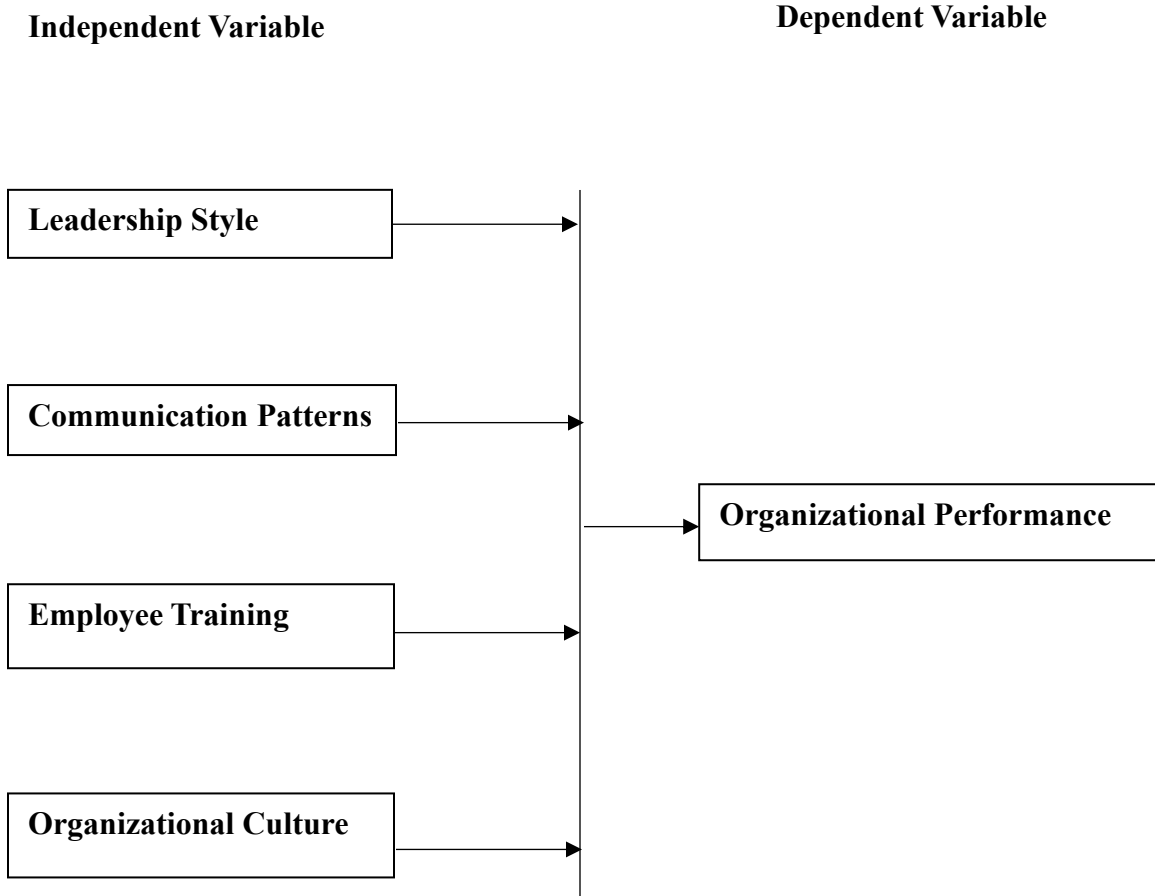 Independent Variable
Dependent Variable
Leadership Style
Communication Patterns
Organizational Performance
Employee Training
Organizational Culture